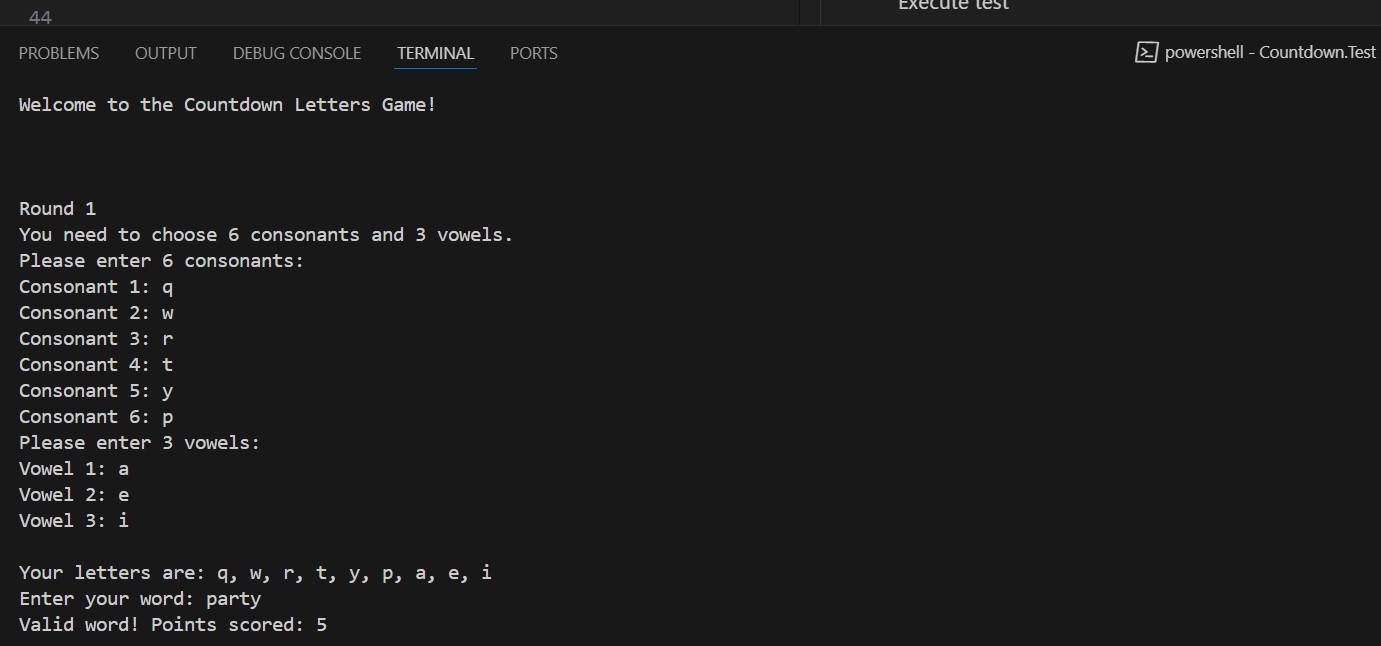 44
Execute test
PROBLEMS OUTPUT DEBUG CONSOLE TERMINAL PORTS powershell - Countdown.Test
Welcome to the Countdown Letters Game!
Round 1
You need to choose 6 consonants and 3 vowels.
Please enter 6 consonants:
Consonant 1: q
Consonant 2: w
Consonant 3: r
Consonant 4: t
Consonant 5: y
Consonant 6: p
Please enter 3 vowels:
Vowel 1: a
Vowel 2: e
Vowel 3: i
Your letters are: q, w, r, t, y, p, a, e, i
Enter your word: party
Valid word! Points scored: 5